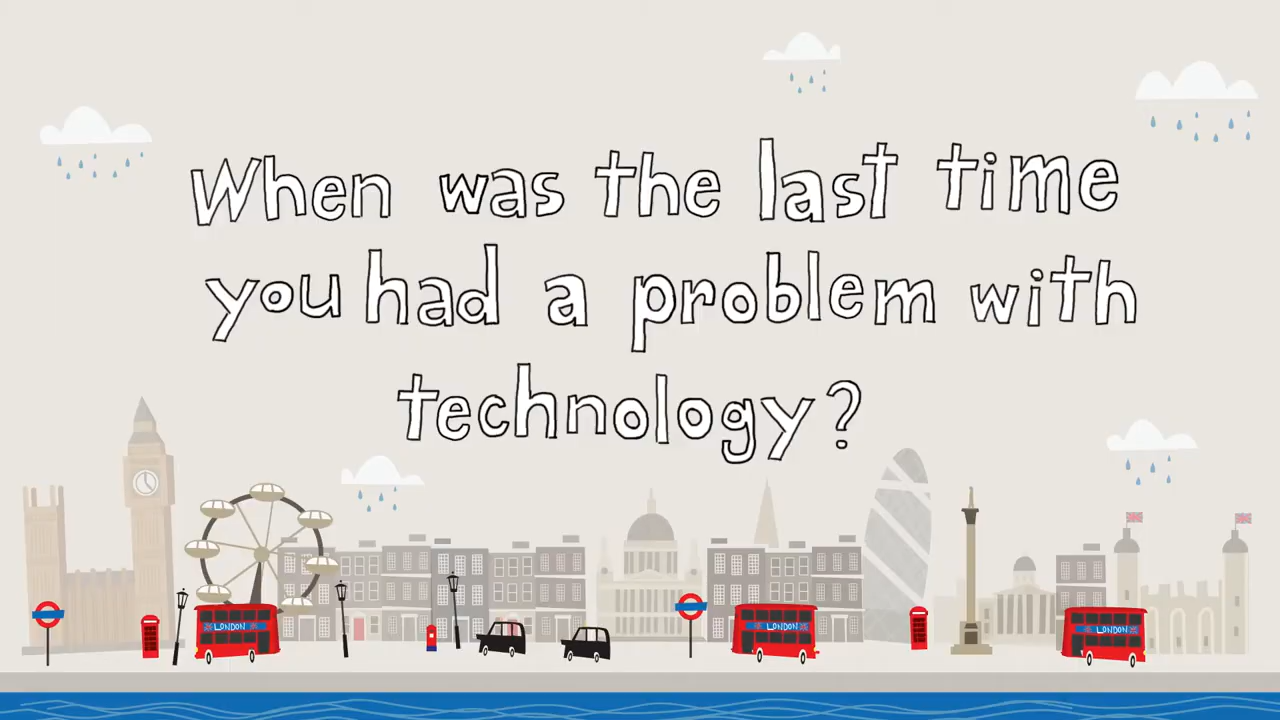 When was the last time
you had a problem with
technology?
LONDON
LONDON
LONDON